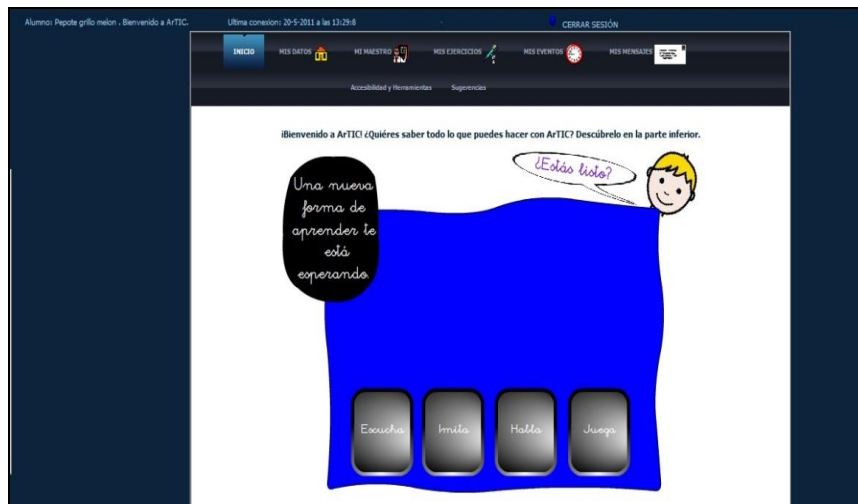 Alumno: Pepote grillo melon . Bienvenido a ArTIC.
Ultima conexion: 20-5-2011 a las 13:29:8
CERRAR SESIÓN
INICIO
MIS DATOS
MI MAESTRO
MIS EJERCICIOS
MIS EVENTOS
MIS MENSAJES
Accesibilidad y Herramientas
Sugerencias
¡Bienvenido a ArTIC! ¿Quiéres saber todo lo que puedes hacer con ArTIC? Descúbrelo en la parte inferior.
¿Estás listo?
Una nueva
forma de
aprender te
está
esperando.
Escucha
Imita
Habla
Juega